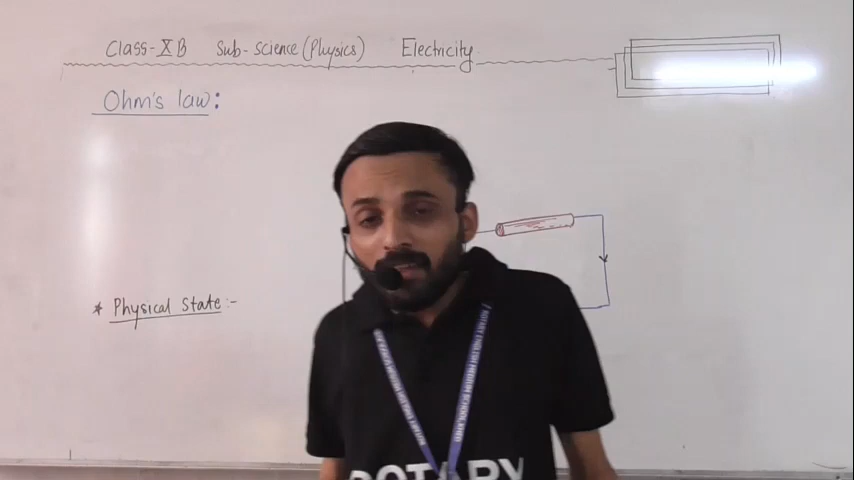 Class-XB Sub-science (Physics) Electricity
Ohm's law:
* Physical State :-
ROTARY